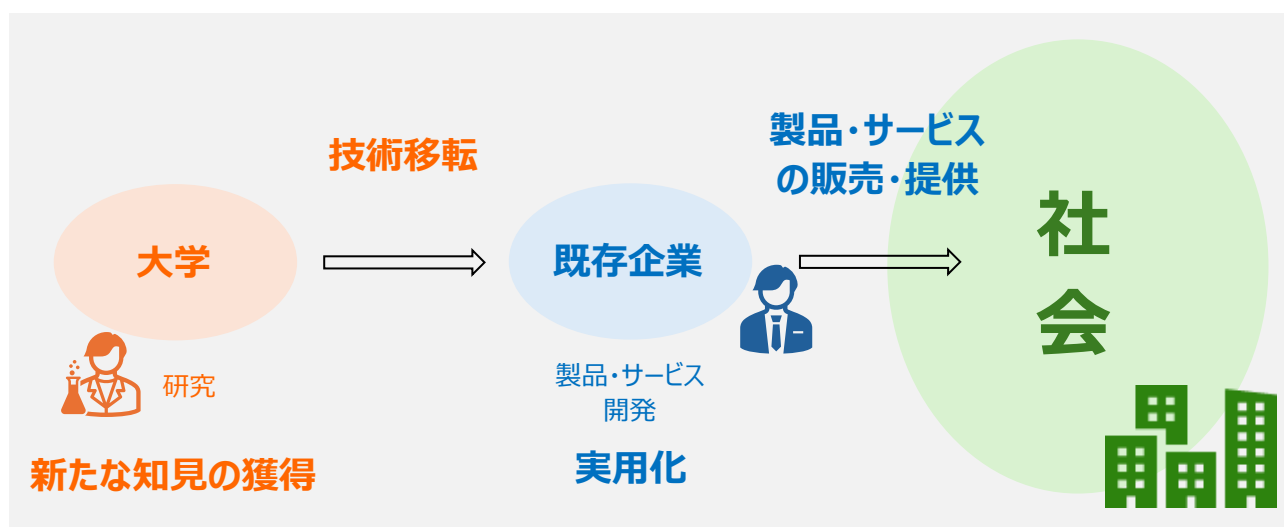 大学
研究
新たな知見の獲得
技術移転
既存企業
製品・サービス
開発
実用化
製品・サービス
の販売・提供
社
会